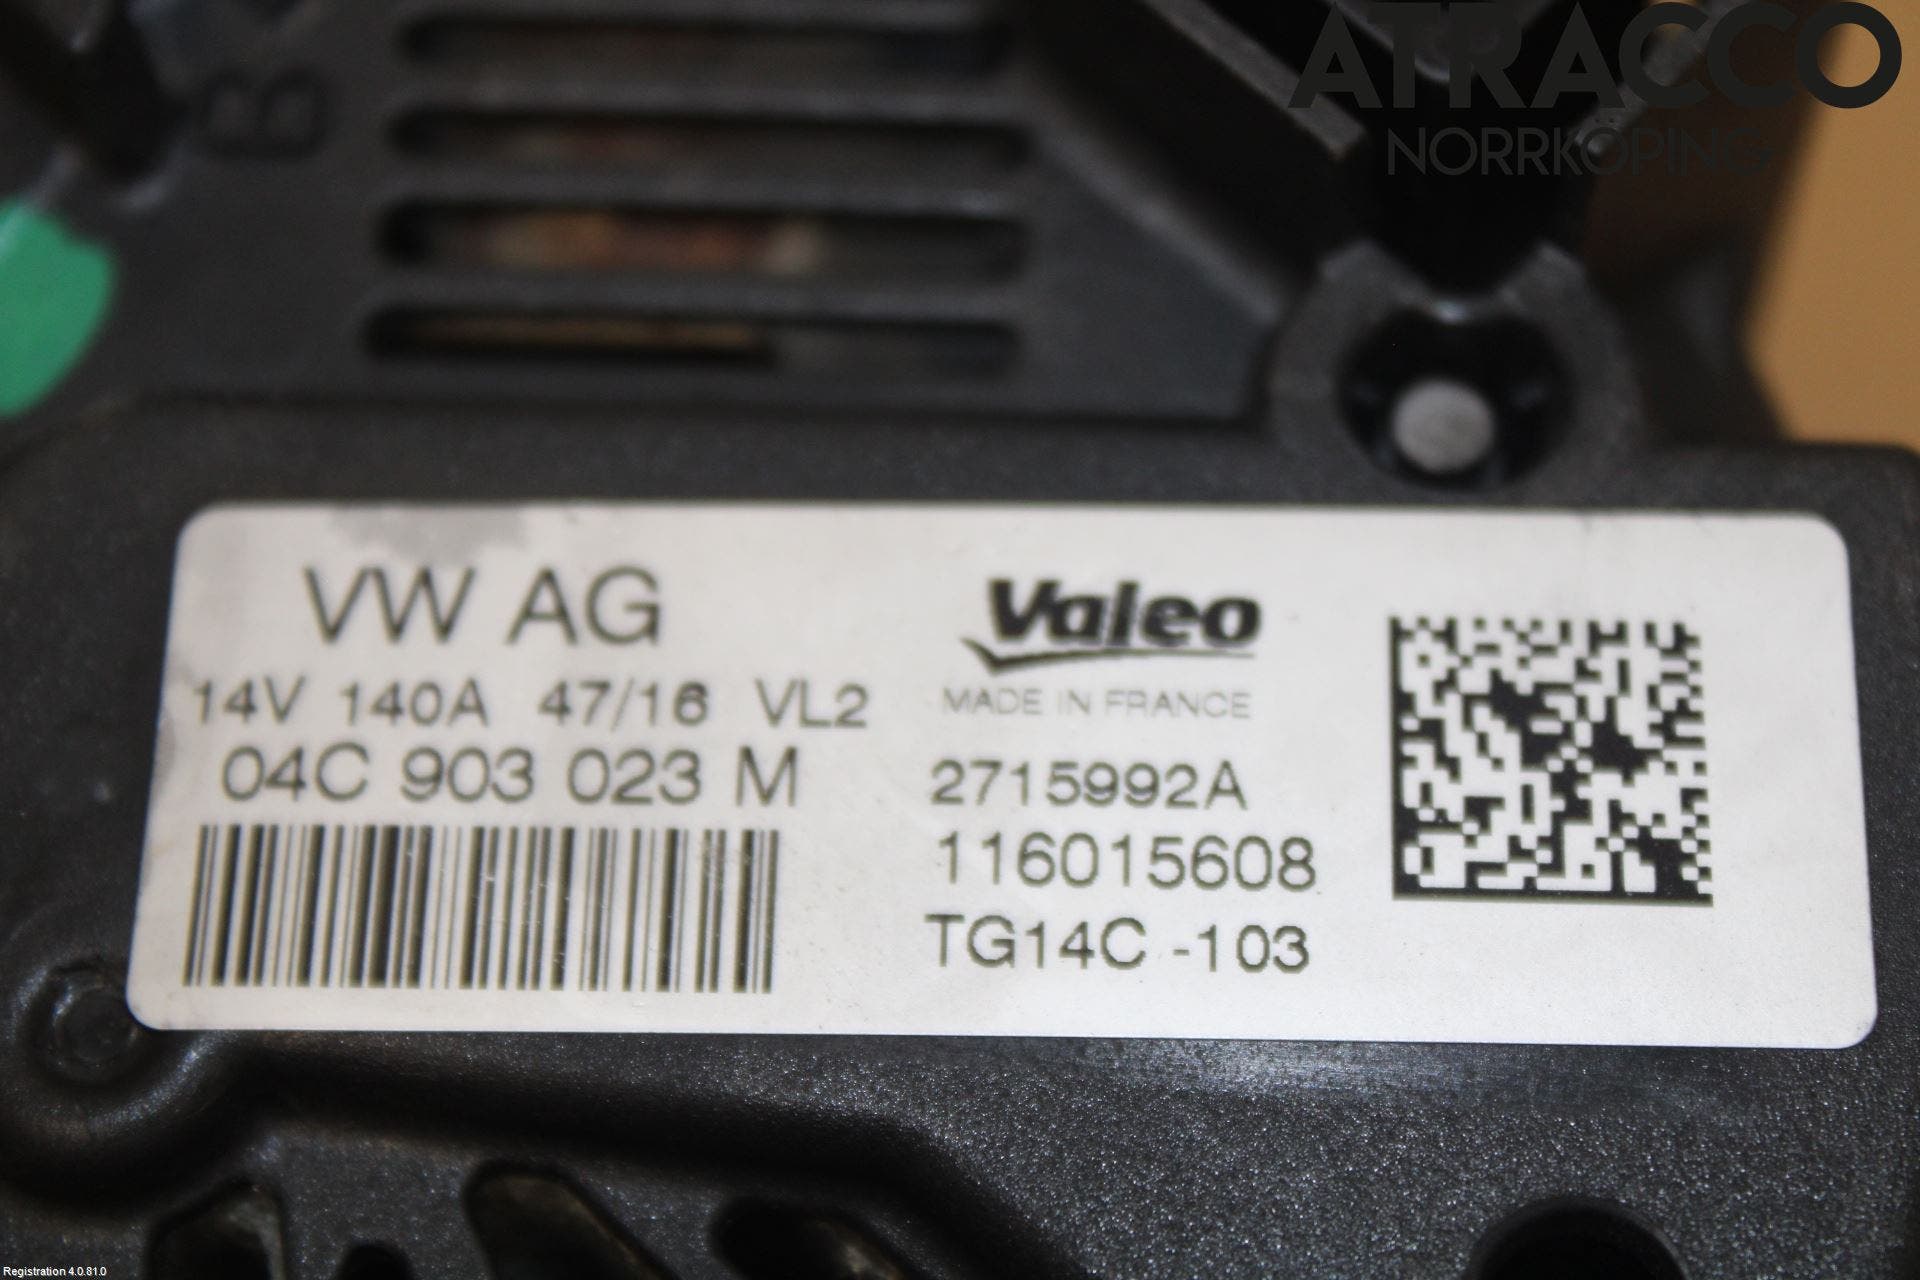 ATRACCO
NORRKÖPING
B
VW AG
14V 140A 47/16 VL2
04C 903 023 M
Valeo
MADE IN FRANCE
2715992A
116015608
TG14C -103
Registration 4.0.81.0